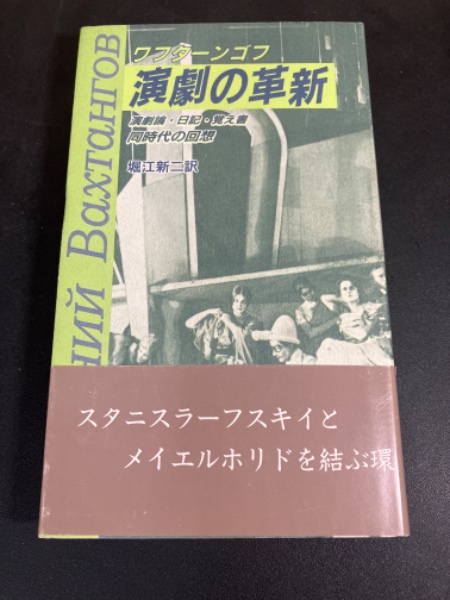 ワフターンゴフ
演劇の革新
演劇論・日記・覚え書
同時代の回想
堀江新二訳
ний Вахтангов
スタニスラーフスキイと
メイエルホリドを結ぶ環